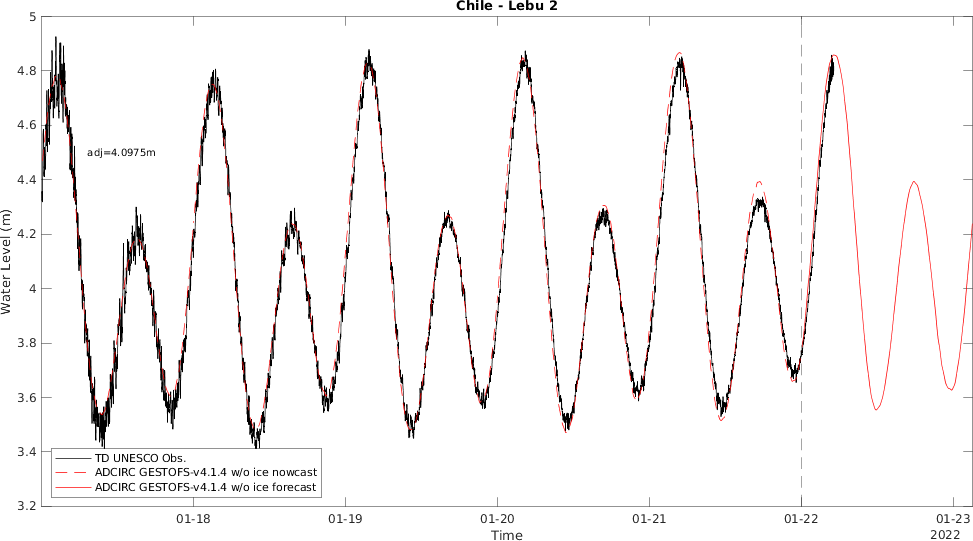 Chile - Lebu 2
5
4.8
4.6
4.4
4.2
4
3.8
3.6
3.4
3.2
Water Level (m)
adj=4.0975m
TD UNESCO Obs.
ADCIRC GESTOFS-v4.1.4 w/o ice nowcast
ADCIRC GESTOFS-v4.1.4 w/o ice forecast
01-18 01-19 01-20 01-21 01-22 01-23
Time 2022